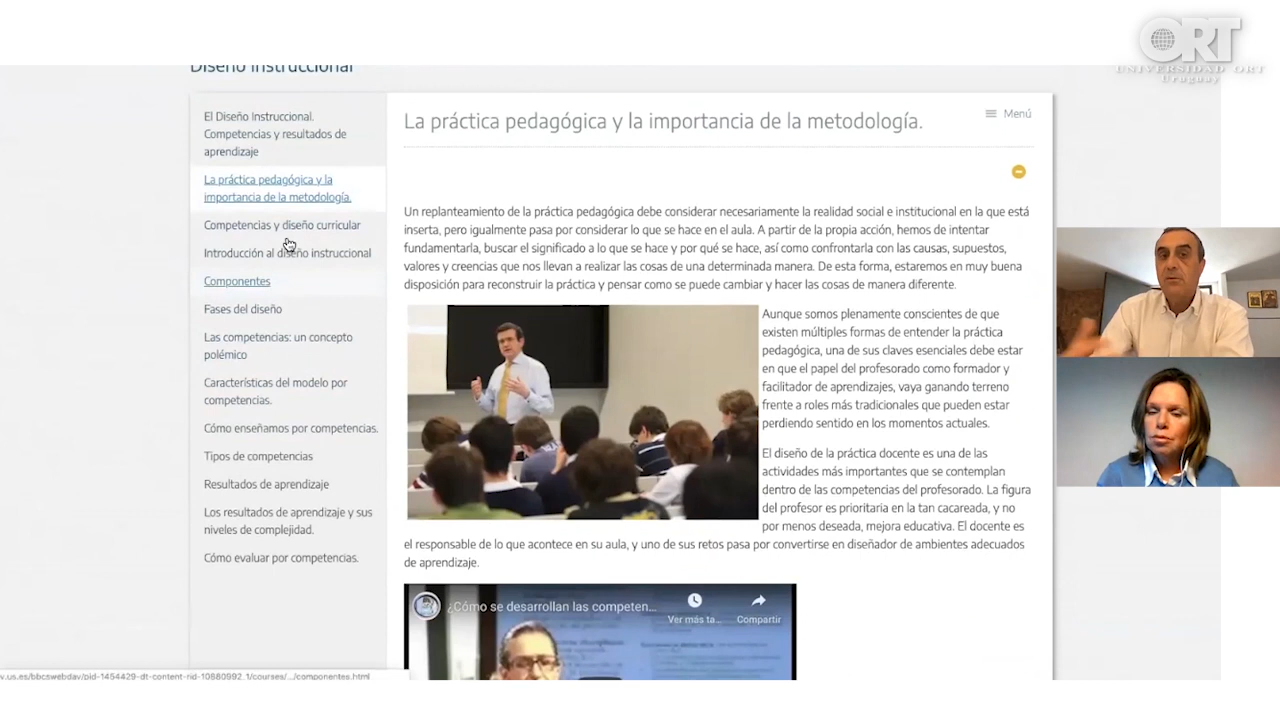 ORT
UNIVERSIDAD ORT
Uruguay
Diseño Instruccional
El Diseño Instruccional.
Competencias y resultados de
aprendizaje
La práctica pedagógica y la
importancia de la metodología.
Competencias y diseño curricular
Introducción al diseño instruccional
Componentes
Fases del diseño
Las competencias: un concepto
polémico
Características del modelo por
competencias.
Cómo enseñamos por competencias.
Tipos de competencias
Resultados de aprendizaje
Los resultados de aprendizaje y sus
niveles de complejidad.
Cómo evaluar por competencias.
La práctica pedagógica y la importancia de la metodología.
Menú
Un replanteamiento de la práctica pedagógica debe considerar necesariamente la realidad social e institucional en la que está
inserta, pero igualmente pasa por considerar lo que se hace en el aula. A partir de la propia acción, hemos de intentar
fundamentarla, buscar el significado a lo que se hace y por qué se hace, así como confrontarla con las causas, supuestos,
valores y creencias que nos llevan a realizar las cosas de una determinada manera. De esta forma, estaremos en muy buena
disposición para reconstruir la práctica y pensar como se puede cambiar y hacer las cosas de manera diferente.
Aunque somos plenamente conscientes de que
existen múltiples formas de entender la práctica
pedagógica, una de sus claves esenciales debe estar
en que el papel del profesorado como formador y
facilitador de aprendizajes, vaya ganando terreno
frente a roles más tradicionales que pueden estar
perdiendo sentido en los momentos actuales.
El diseño de la práctica docente es una de las
actividades más importantes que se contemplan
dentro de las competencias del profesorado. La figura
del profesor es prioritaria en la tan cacareada, y no
por menos deseada, mejora educativa. El docente es
el responsable de lo que acontece en su aula, y uno de sus retos pasa por convertirse en diseñador de ambientes adecuados
de aprendizaje.
¿Cómo se desarrollan las competen...
Ver más ta...
Compartir
v.us.es/bbcswebdav/pid-1454429-dt-content-rid-10880992_1/courses/.../componentes.html